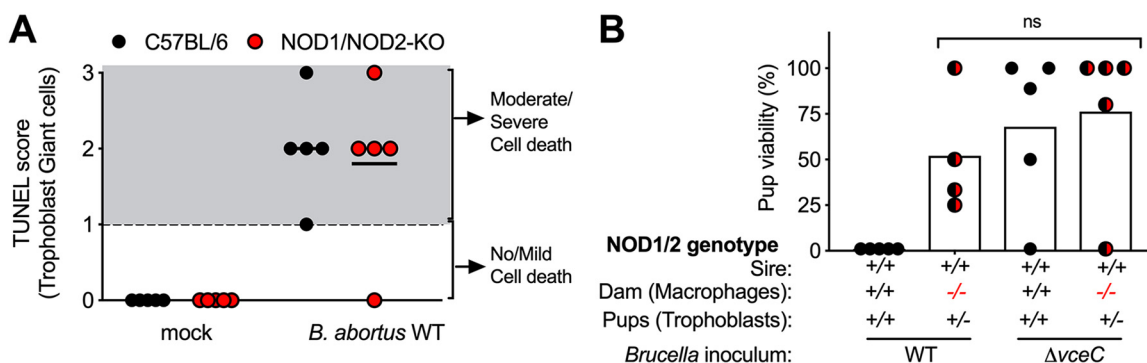 A
C57BL/6 NOD1/NOD2-KO
TUNEL score
(Trophoblast Giant cells)
3
2
1
0
Moderate/
Severe
Cell death
No/Mild
Cell death
mock B. abortus WT
B
ns
Pup viability (%)
100
75
50
25
0
NOD1/2 genotype
Sire: +/+ +/+ +/+ +/+
Dam (Macrophages): +/+ -/- +/+ -/-
Pups (Trophoblasts): +/+ +/- +/+ +/-
Brucella inoculum: WT ΔvceC